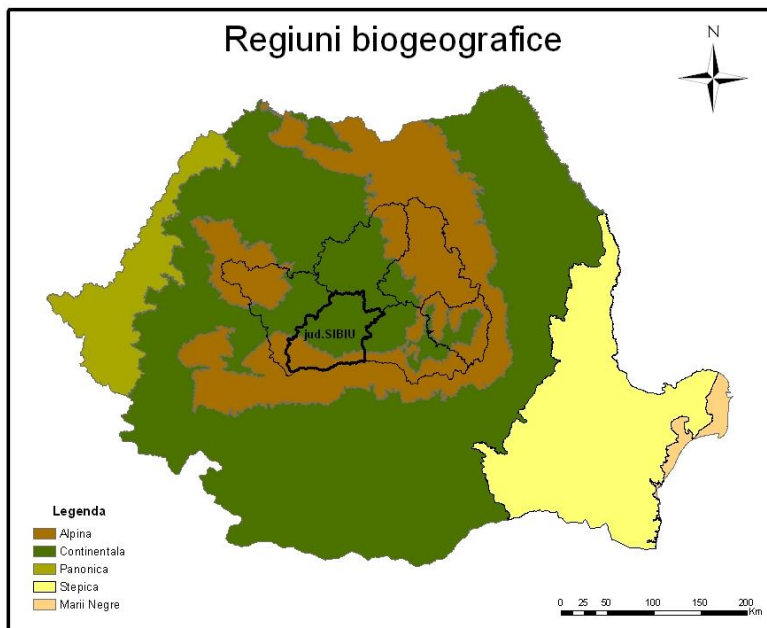 Regiuni biogeografice
N
jud.SIBIU
Legenda
Alpina
Continentala
Panonica
Stepica
Marii Negre
0 25 50 100 150 200
Km